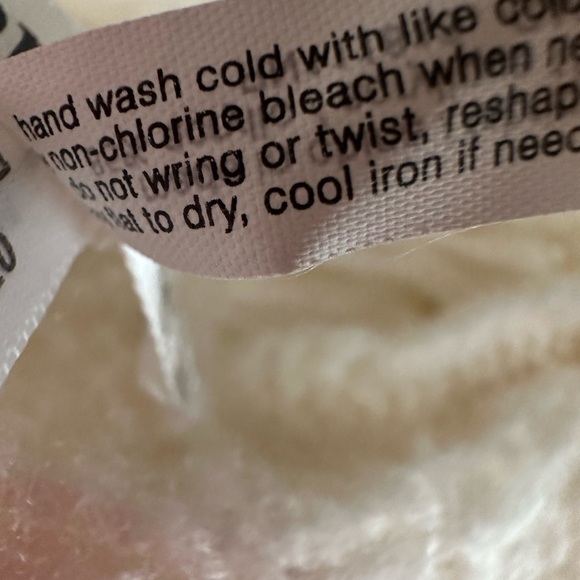 hand wash cold with like
non-chlorine bleach when
do not wring or twist, reshap
flat to dry, cool iron if need